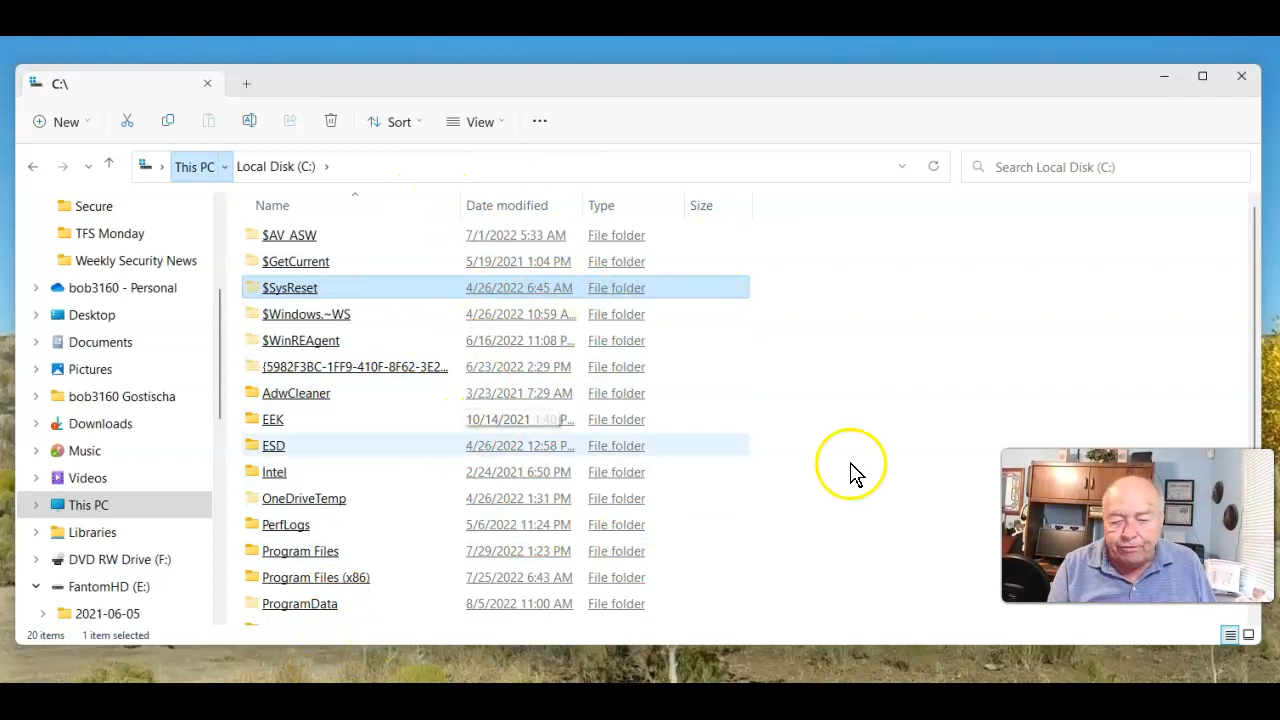 C:\
New
Sort
View
This PC
Local Disk (C:)
Search Local Disk (C:)
Secure
TFS Monday
Weekly Security News
bob3160 - Personal
Desktop
Documents
Pictures
bob3160 Gostischa
Downloads
Music
Videos
This PC
Libraries
DVD RW Drive (F:)
FantomHD (E:)
2021-06-05
Name Date modified Type Size
$AV_ASW 7/1/2022 5:33 AM File folder
$GetCurrent 5/19/2021 1:04 PM File folder
$SysReset 4/26/2022 6:45 AM File folder
$Windows.~WS 4/26/2022 10:59 A... File folder
$WinREAgent 6/16/2022 11:08 P... File folder
{5982F3BC-1FF9-410F-8F62-3E2... 6/23/2022 2:29 PM File folder
AdwCleaner 3/23/2021 7:29 AM File folder
EEK 10/14/2021 1:40 P... File folder
ESD 4/26/2022 12:58 P... File folder
Intel 2/24/2021 6:50 PM File folder
OneDriveTemp 4/26/2022 1:31 PM File folder
PerfLogs 5/6/2022 11:24 PM File folder
Program Files 7/29/2022 1:23 PM File folder
Program Files (x86) 7/25/2022 6:43 AM File folder
ProgramData 8/5/2022 11:00 AM File folder
20 items 1 item selected